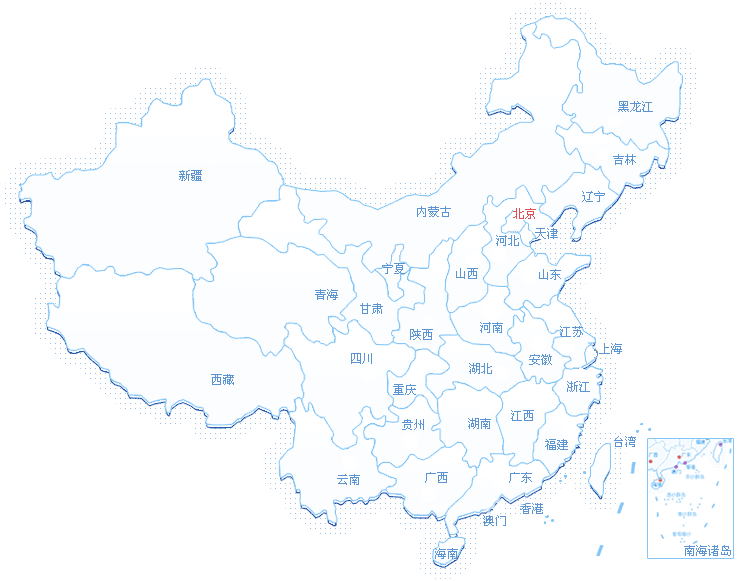 黑龙江
吉林
新疆
辽宁
内蒙古
北京
天津
河北
宁夏
山西
山东
青海
甘肃
陕西
河南
江苏
上海
四川
安徽
湖北
西藏
重庆
浙江
贵州
湖南
江西
福建
台湾
云南
广西
广东
香港
澳门
海南
南海诸岛